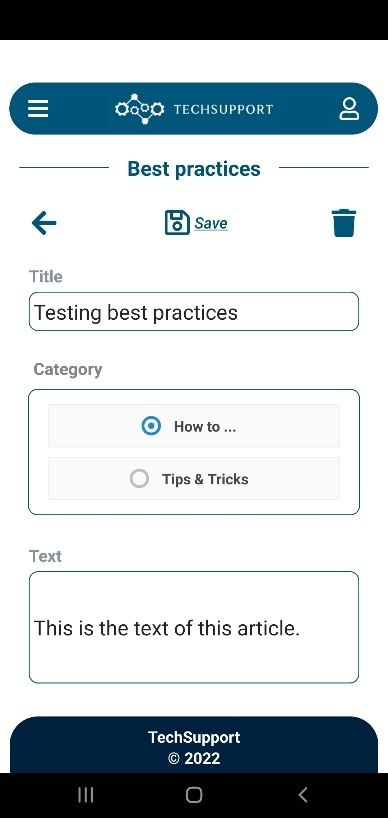 TECHSUPPORT
Best practices
Save
Title
Testing best practices
Category
How to ...
Tips & Tricks
Text
This is the text of this article.
TechSupport
© 2022